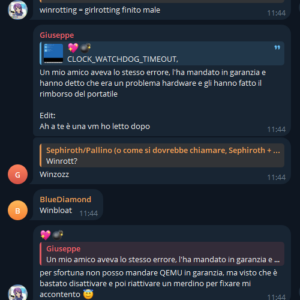 winrotting = girlrotting finito male
11:44
Giuseppe
CLOCK_WATCHDOG_TIMEOUT,
Un mio amico aveva lo stesso errore, l'ha mandato in garanzia e
hanno detto che era un problema hardware e gli hanno fatto il
rimborso del portatile
Edit:
Ah a te è una vm ho letto dopo
11:44
Sephiroth/Pallino (o come si dovrebbe chiamare, Sephiroth + ...
Winrott?
G
Winzozz
11:44
BlueDiamond
B
Winbloat 11:44
Giuseppe
Un mio amico aveva lo stesso errore, l'ha mandato in garanzia e ...
per sfortuna non posso mandare QEMU in garanzia, ma visto che è
bastato disattivare e poi riattivare un merdino per fixare mi
accontento 😇
11:44